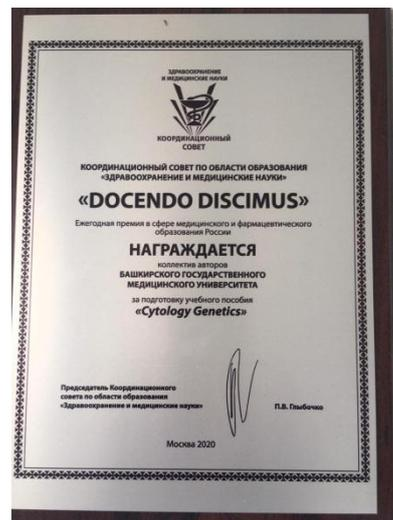 ЗДРАВООХРАНЕНИЕ
И МЕДИЦИНСКИЕ НАУКИ
КООРДИНАЦИОННЫЙ
СОВЕТ
КООРДИНАЦИОННЫЙ СОВЕТ ПО ОБЛАСТИ ОБРАЗОВАНИЯ
«ЗДРАВООХРАНЕНИЕ И МЕДИЦИНСКИЕ НАУКИ»
«DOCENDO DISCIMUS»
Ежегодная премия в сфере медицинского и фармацевтического
образования России
НАГРАЖДАЕТСЯ
коллектив авторов
БАШКИРСКОГО ГОСУДАРСТВЕННОГО
МЕДИЦИНСКОГО УНИВЕРСИТЕТА
за подготовку учебного пособия
«Cytology Genetics»
Председатель Координационного
совета по области образования
«Здравоохранение и медицинские науки»
П.В. Глыбочко
Москва 2020